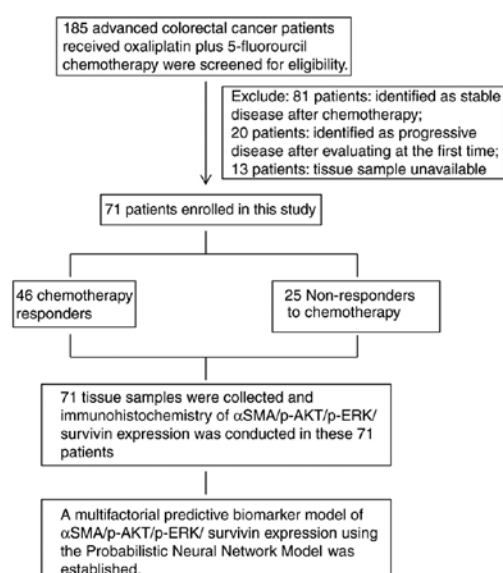 185 advanced colorectal cancer patients
received oxaliplatin plus 5-fluorourcil
chemotherapy were screened for eligibility.
Exclude: 81 patients: identified as stable
disease after chemotherapy;
20 patients: identified as progressive
disease after evaluating at the first time;
13 patients: tissue sample unavailable
71 patients enrolled in this study
46 chemotherapy
responders
25 Non-responders
to chemotherapy
71 tissue samples were collected and
immunohistochemistry of αSMA/p-AKT/p-ERK/
survivin expression was conducted in these 71
patients
A multifactorial predictive biomarker model of
αSMA/p-AKT/p-ERK/ survivin expression using
the Probabilistic Neural Network Model was
established.